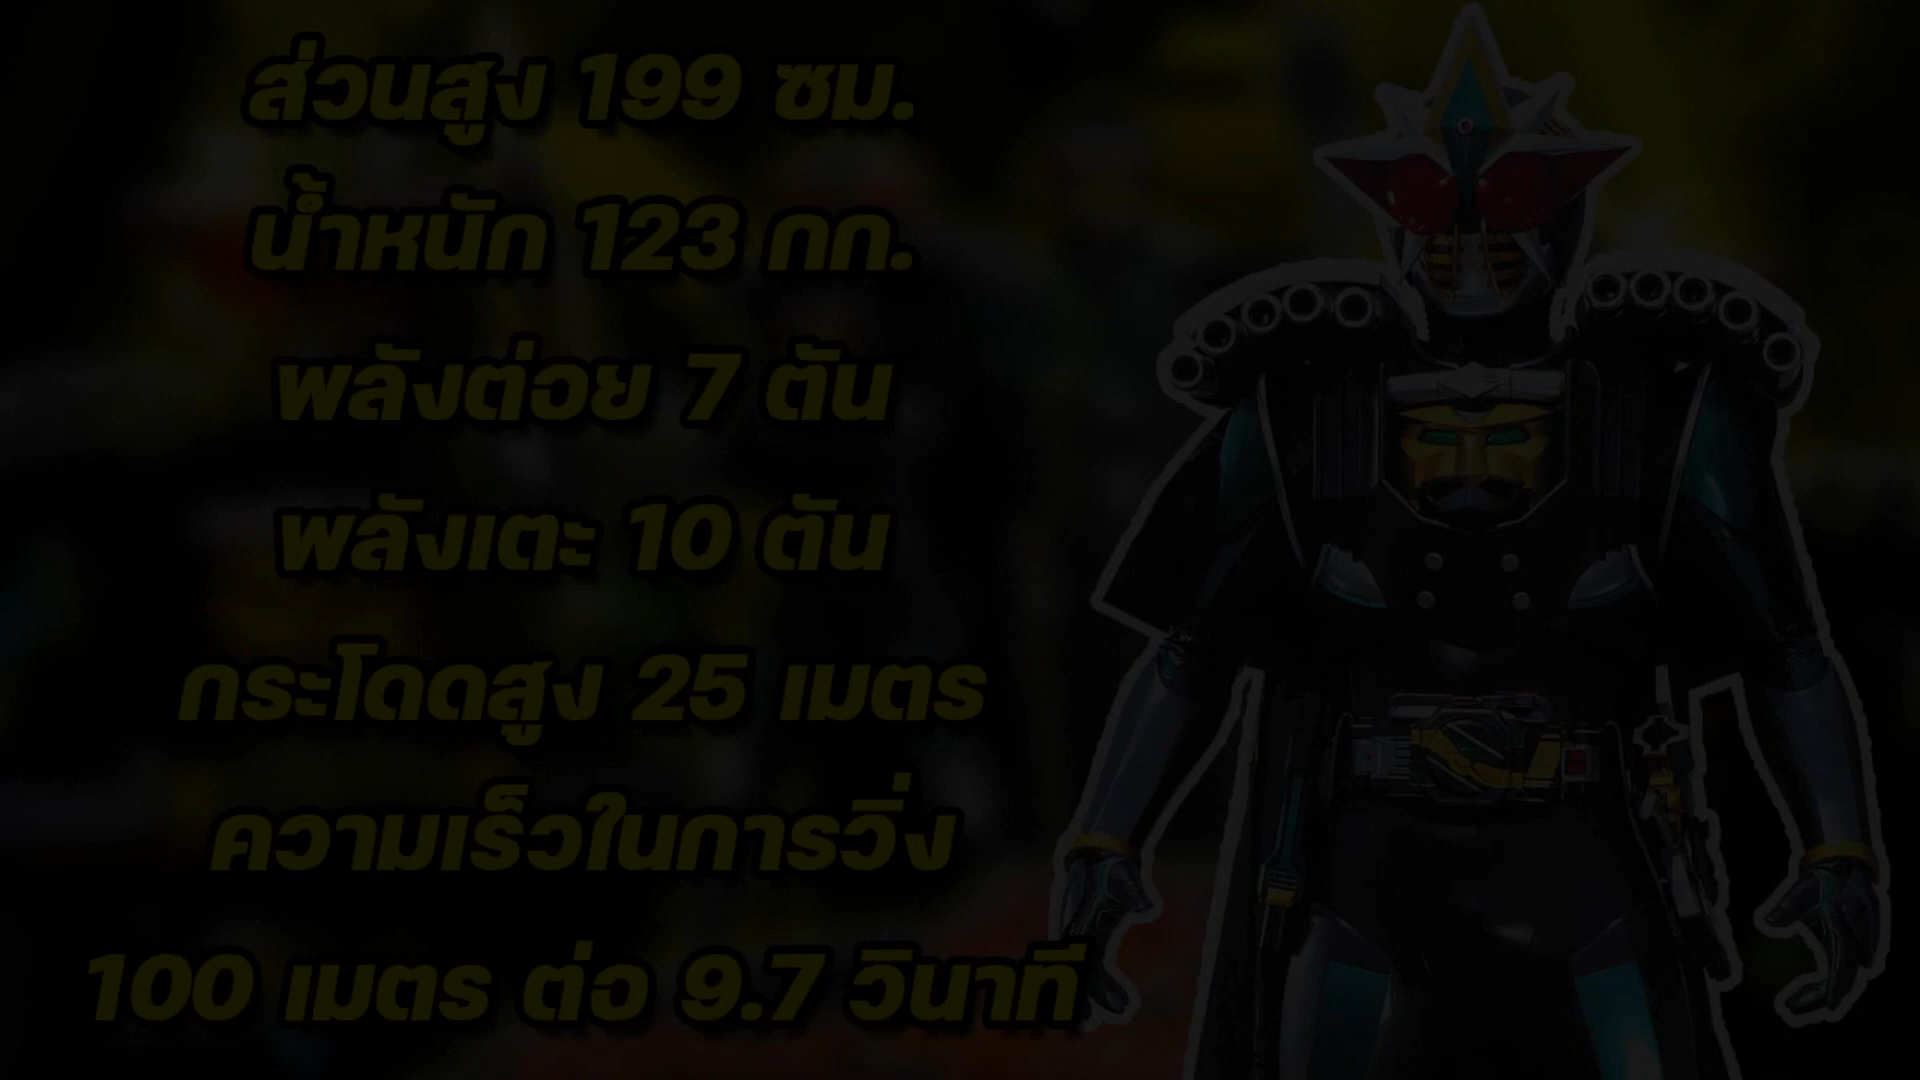 ส่วนสูง 199 ซม.
น้ำหนัก 123 กก.
พลังต่อย 7 ตัน
พลังเตะ 10 ตัน
กระโดดสูง 25 เมตร
ความเร็วในการวิ่ง
100 เมตร ต่อ 9.7 วินาที